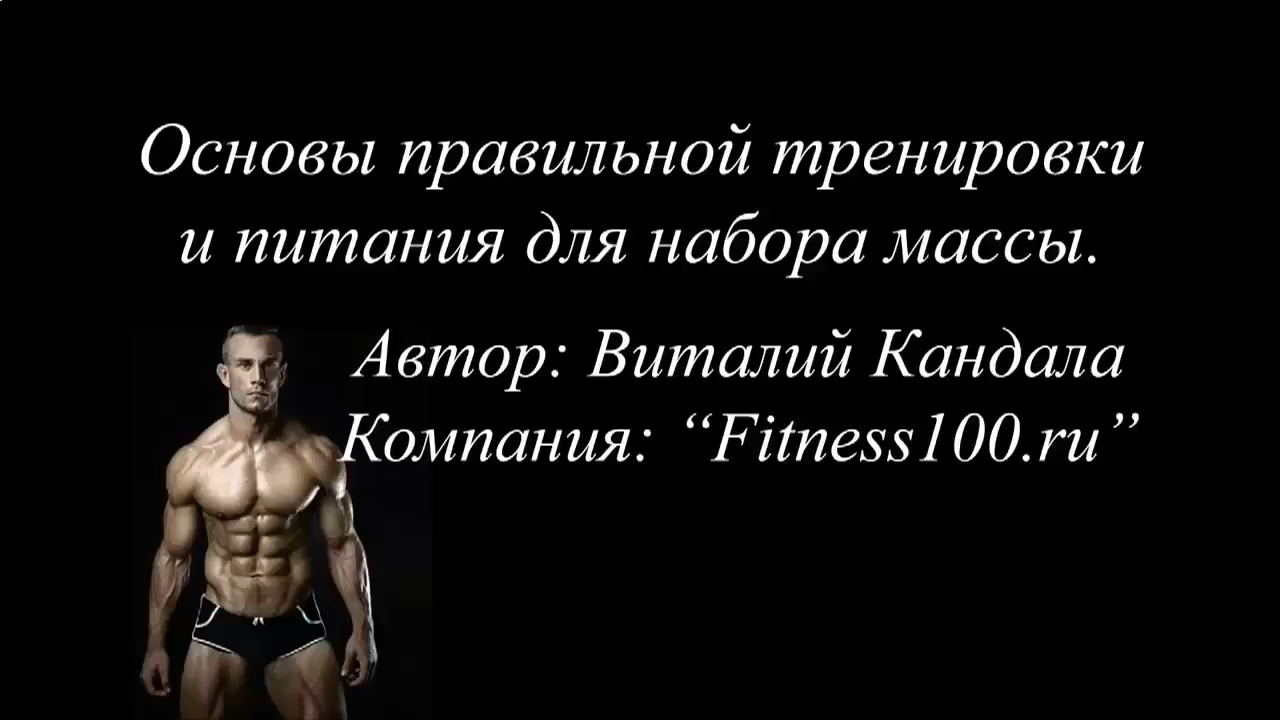 Основы правильной тренировки
и питания для набора массы.
Автор: Виталий Кандала
Компания: “Fitness100.ru”